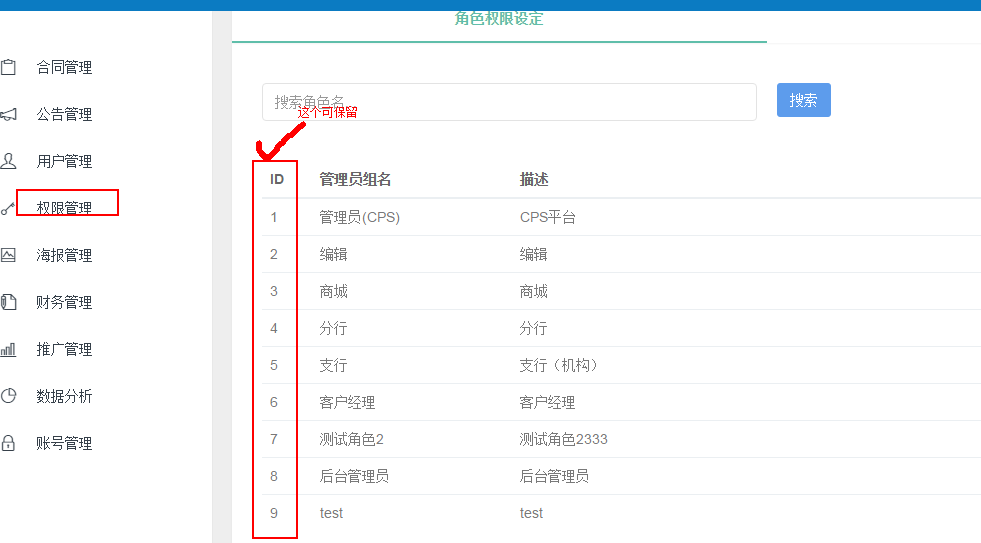 角色权限设定
合同管理
公告管理
用户管理
权限管理
海报管理
财务管理
推广管理
数据分析
账号管理
搜索角色名
搜索
这个可保留
ID 管理员组名 描述
1 管理员(CPS) CPS平台
2 编辑 编辑
3 商城 商城
4 分行 分行
5 支行 支行（机构）
6 客户经理 客户经理
7 测试角色2 测试角色2333
8 后台管理员 后台管理员
9 test test